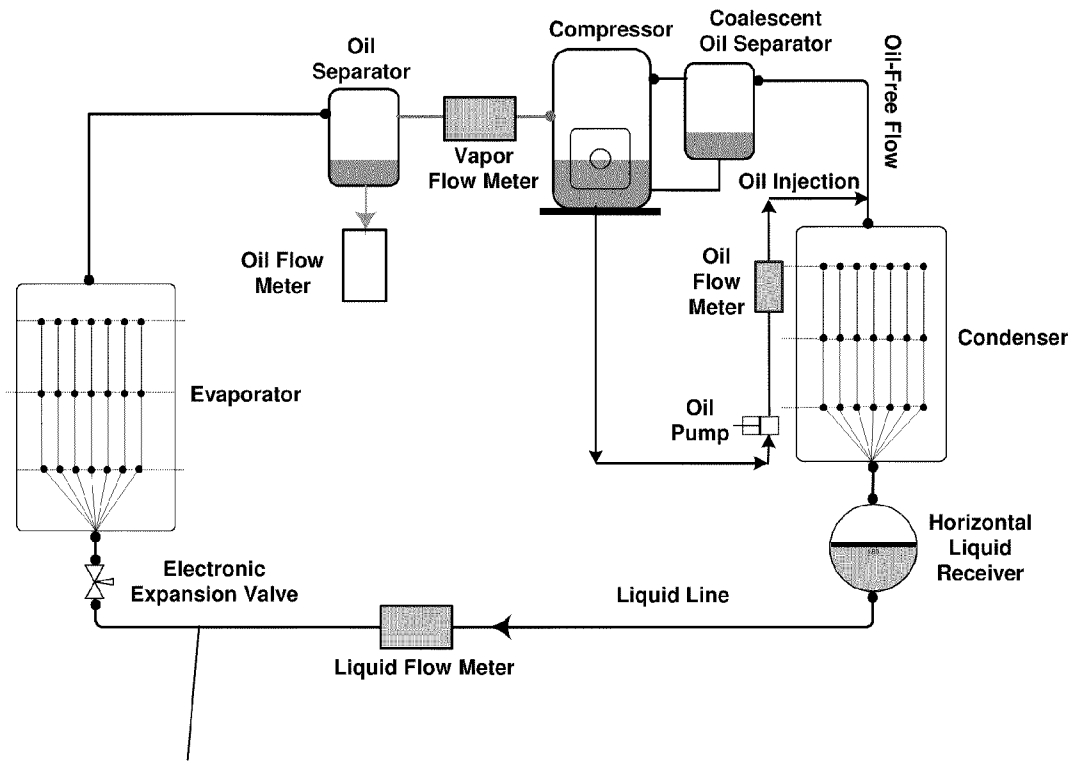 Compressor
Coalescent
Oil Separator
Oil
Separator
Oil-Free Flow
Vapor
Flow Meter
Oil Injection
Oil Flow
Meter
Oil
Flow
Meter
Condenser
Evaporator
Oil
Pump
Horizontal
Liquid
Receiver
Electronic
Expansion Valve
Liquid Line
Liquid Flow Meter